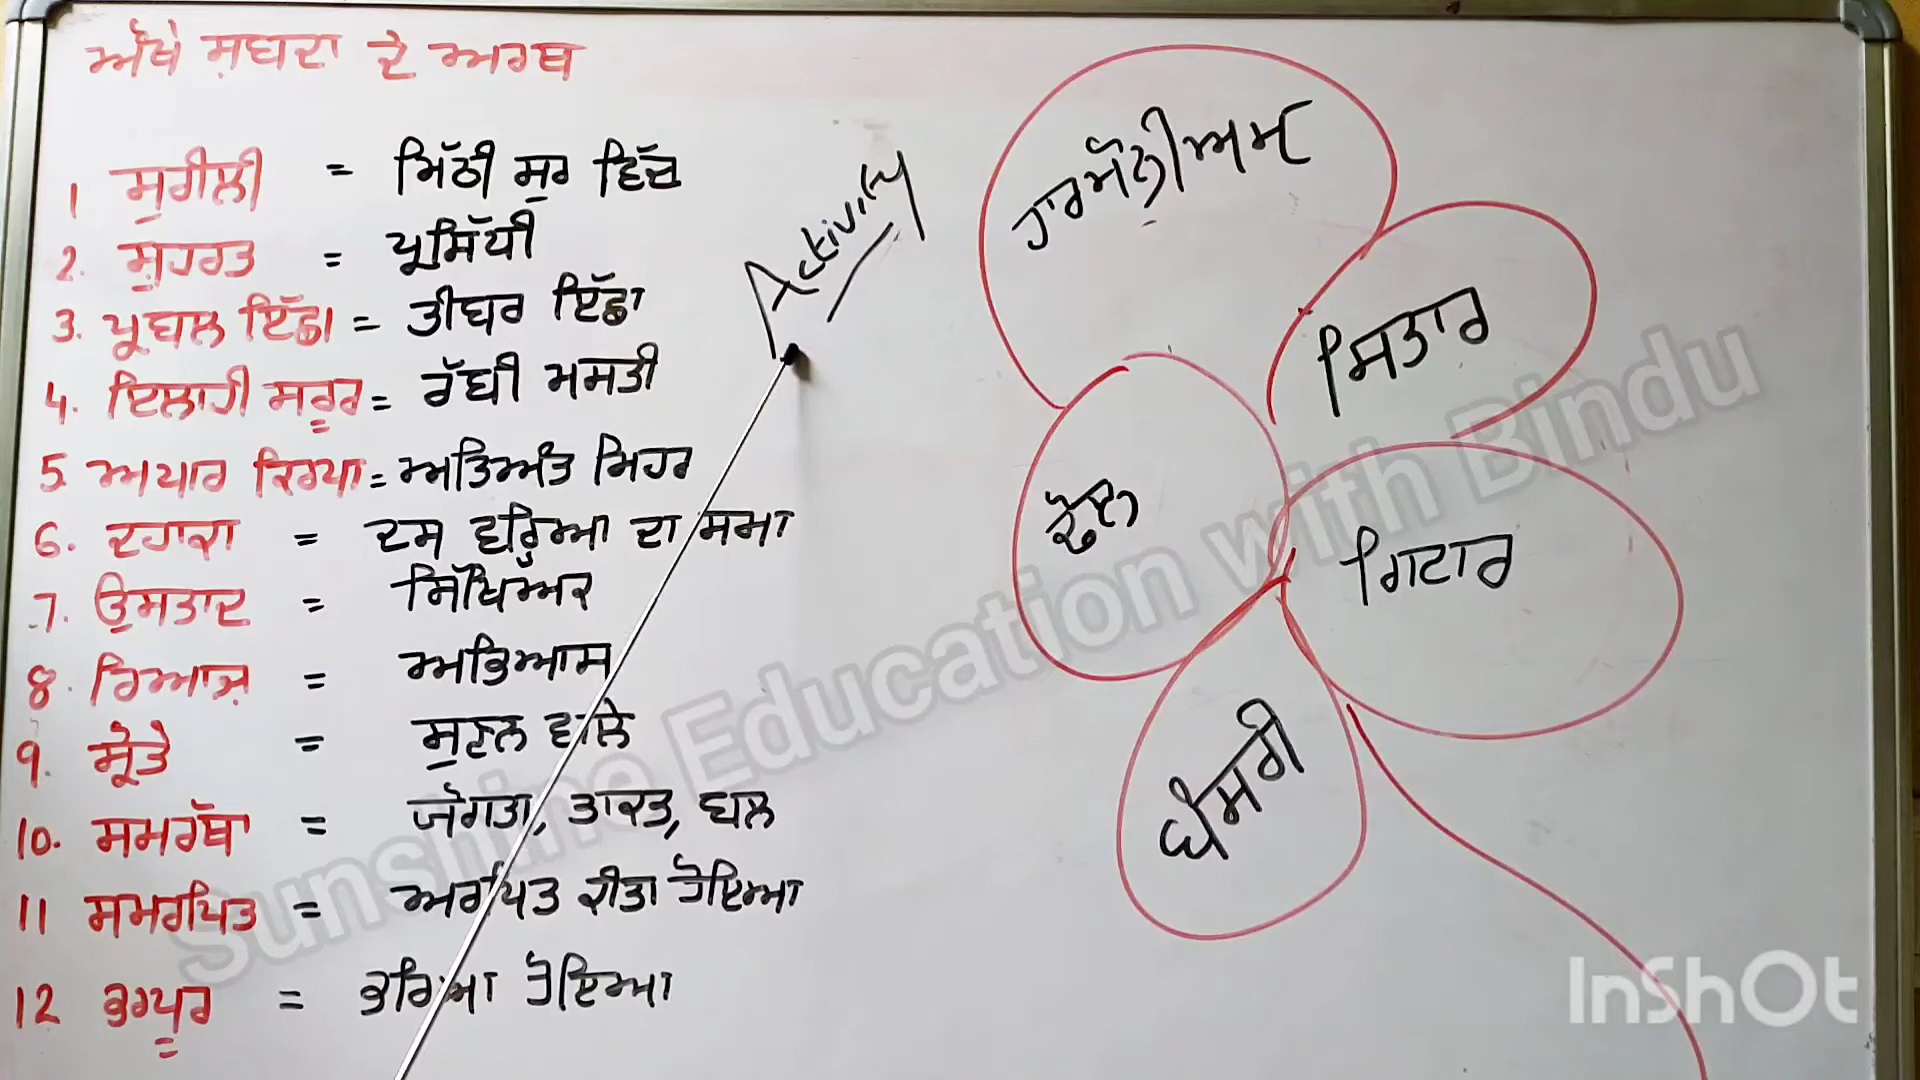 ਔਖੇ ਸ਼ਬਦਾ ਦੇ ਅਰਥ
1 ਸੁਰੀਲੀ = ਮਿੱਠੀ ਸੁਰ ਵਿੱਚ
2. ਸ਼ੁਹਰਤ = ਪ੍ਰਸਿੱਧੀ
3. ਪ੍ਰਬਲ ਇੱਛਾ = ਤੀਬਰ ਇੱਛਾ
4. ਇਲਾਹੀ ਸਰੂਰ = ਰੱਬੀ ਮਸਤੀ
5. ਅਪਾਰ ਕਿਰਪਾ = ਅਤਿਅੰਤ ਮਿਹਰ
6. ਦਹਾਕਾ = ਦਸ ਵਰ੍ਹਿਆ ਦਾ ਸਮਾ
7. ਉਸਤਾਦ = ਸਿੱਖਿਅਕ
8. ਰਿਆਜ਼ = ਅਭਿਆਸ
9. ਸ੍ਰੋਤੇ = ਸੁਣਨ ਵਾਲੇ
10. ਸਮਰੱਥਾ = ਯੋਗਤਾ, ਤਾਕਤ, ਬਲ
11 ਸਮਰਪਿਤ = ਅਰਪਿਤ ਕੀਤਾ ਹੋਇਆ
12 ਭਰਪੂਰ = ਭਰਿਆ ਹੋਇਆ
Activity
ਹਾਰਮੋਨੀਅਮ
ਸਿਤਾਰ
ਢੋਲ
ਗਿਟਾਰ
ਬੰਸਰੀ
Sunshine Education with Bindu
InShOt